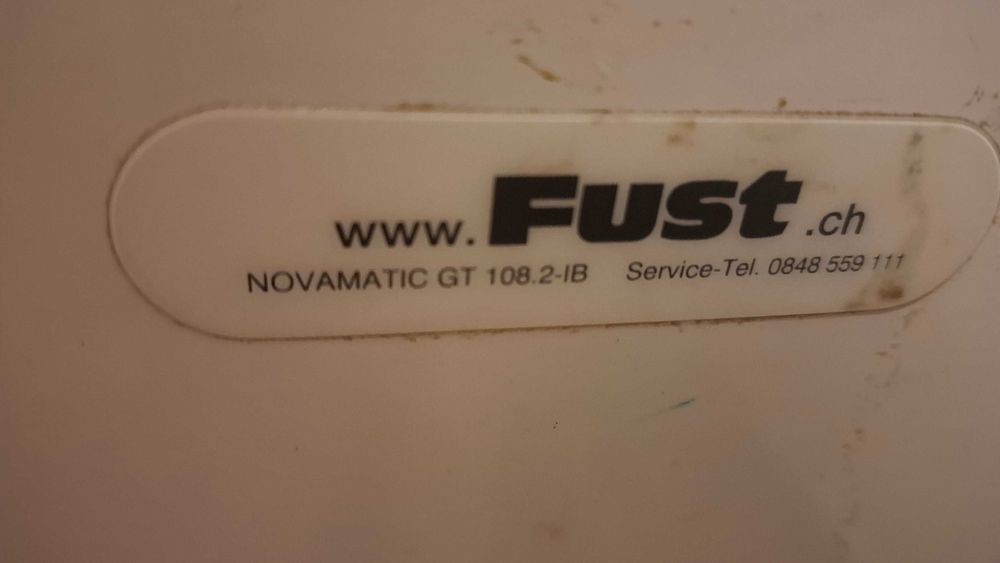 www.Fust.ch
NOVAMATIC GT 108.2-IB Service-Tel. 0848 559 111